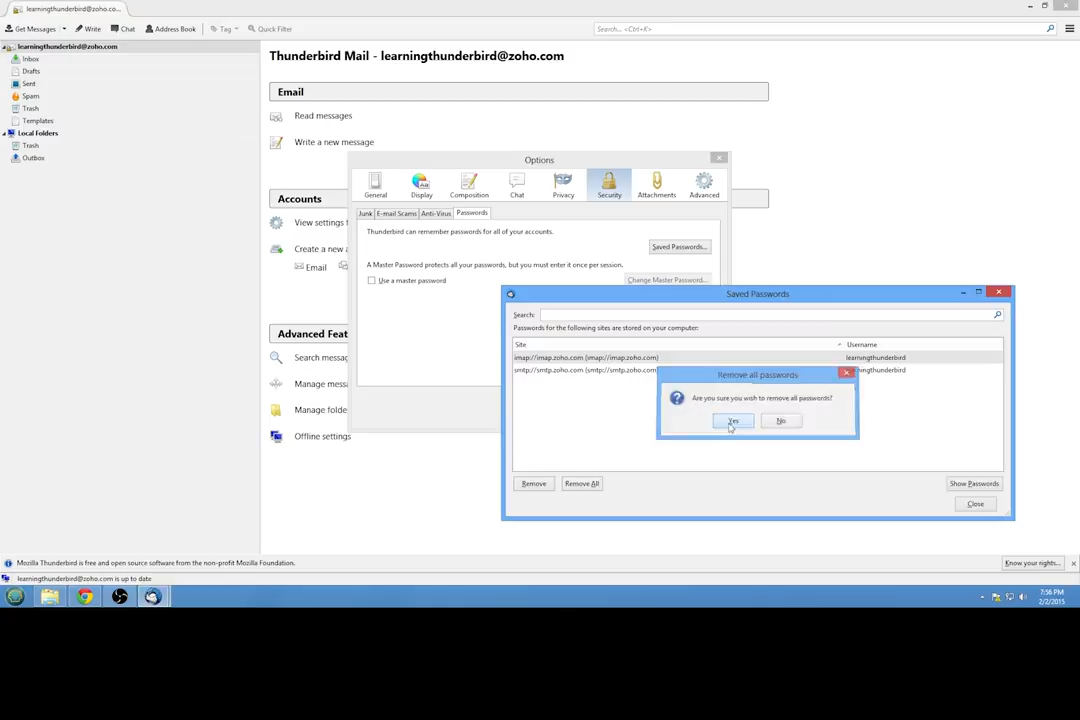 learningthunderbird@zoho.co...
Get Messages
Write
Chat
Address Book
Tag
Quick Filter
Search... <Ctrl+K>
learningthunderbird@zoho.com
Inbox
Drafts
Sent
Spam
Trash
Templates
Local Folders
Trash
Outbox
Thunderbird Mail - learningthunderbird@zoho.com
Email
Read messages
Write a new message
Accounts
View settings f
Create a new a
Email
Advanced Feat
Search messag
Manage messa
Manage folde
Offline settings
Options
General
Display
Composition
Chat
Privacy
Security
Attachments
Advanced
Junk
E-mail Scams
Anti-Virus
Passwords
Thunderbird can remember passwords for all of your accounts.
Saved Passwords...
A Master Password protects all your passwords, but you must enter it once per session.
Use a master password
Change Master Password...
Saved Passwords
Search:
Passwords for the following sites are stored on your computer:
Site
Username
imap://imap.zoho.com (imap://imap.zoho.com)
learningthunderbird
smtp://smtp.zoho.com (smtp://smtp.zoho.com)
ningthunderbird
Remove all passwords
Are you sure you wish to remove all passwords?
Yes
No
Remove
Remove All
Show Passwords
Close
Mozilla Thunderbird is free and open source software from the non-profit Mozilla Foundation.
Know your rights...
learningthunderbird@zoho.com is up to date
7:56 PM
2/2/2015